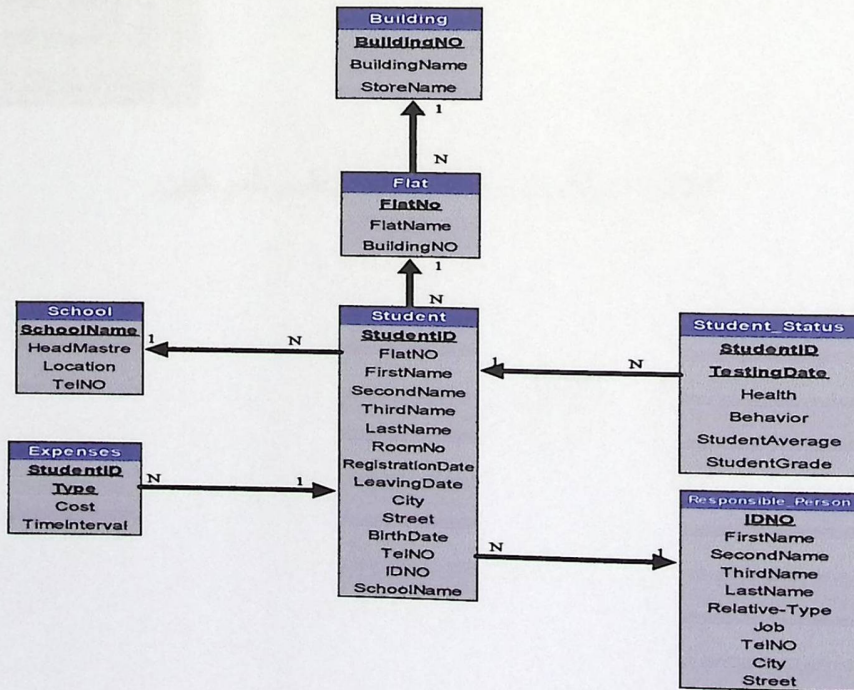 Building
BuildingNO
BuildingName
StoreName
1
N
Flat
FlatNo
FlatName
BuildingNO
1
N
School
SchoolName
HeadMastre
Location
TelNO
1
N
Student
StudentID
FlatNO
FirstName
SecondName
ThirdName
LastName
RoomNo
RegistrationDate
LeavingDate
City
Street
BirthDate
TelNO
IDNO
SchoolName
1
N
Student_Status
StudentID
TestingDate
Health
Behavior
StudentAverage
StudentGrade
Expenses
StudentID
Type
Cost
TimeInterval
N
1
N
1
Responsible_Person
IDNO
FirstName
SecondName
ThirdName
LastName
Relative-Type
Job
TelNO
City
Street